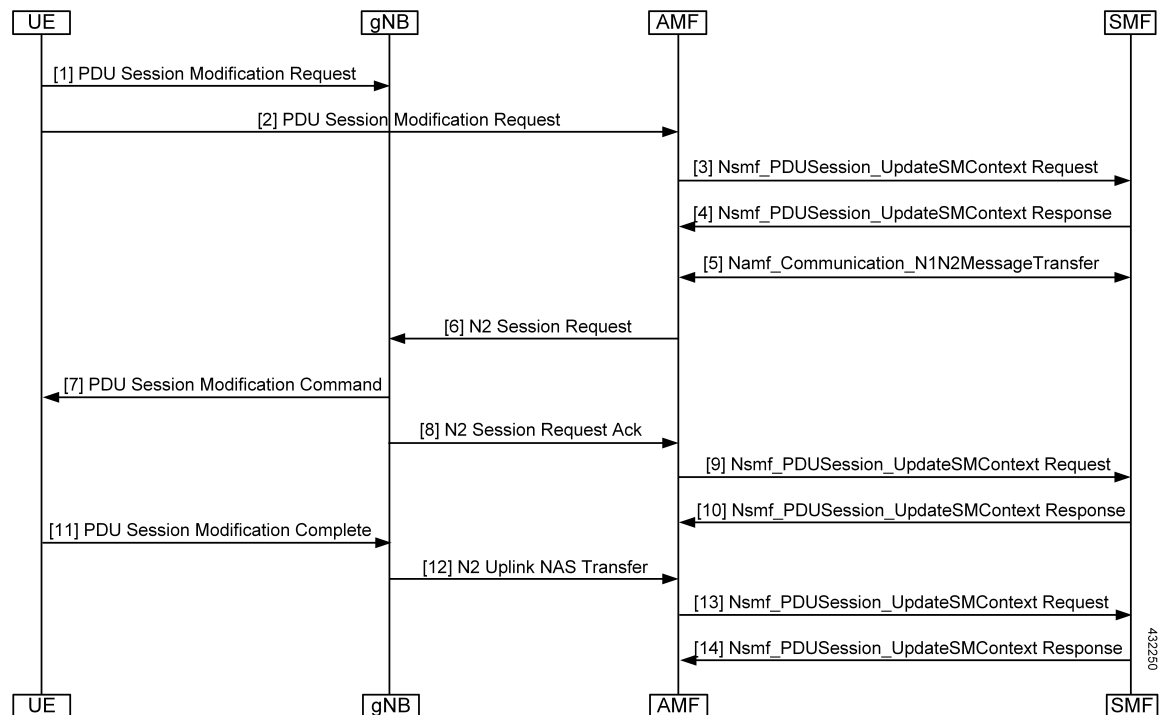 UE
gNB
AMF
SMF
[1] PDU Session Modification Request
[2] PDU Session Modification Request
[3] Nsmf_PDUSession_UpdateSMContext Request
[4] Nsmf_PDUSession_UpdateSMContext Response
[5] Namf_Communication_N1N2MessageTransfer
[6] N2 Session Request
[7] PDU Session Modification Command
[8] N2 Session Request Ack
[9] Nsmf_PDUSession_UpdateSMContext Request
[10] Nsmf_PDUSession_UpdateSMContext Response
[11] PDU Session Modification Complete
[12] N2 Uplink NAS Transfer
[13] Nsmf_PDUSession_UpdateSMContext Request
[14] Nsmf_PDUSession_UpdateSMContext Response
432250
UE
gNB
AMF
SMF